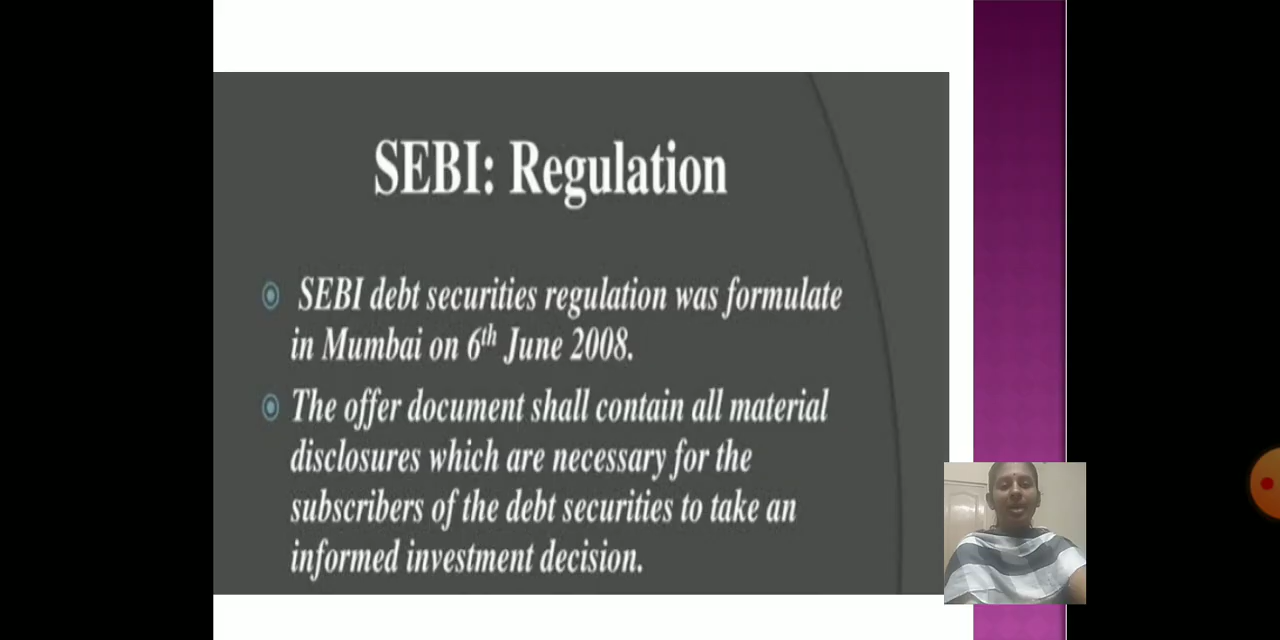 SEBI: Regulation
SEBI debt securities regulation was formulate
in Mumbai on 6th June 2008.
The offer document shall contain all material
disclosures which are necessary for the
subscribers of the debt securities to take an
informed investment decision.